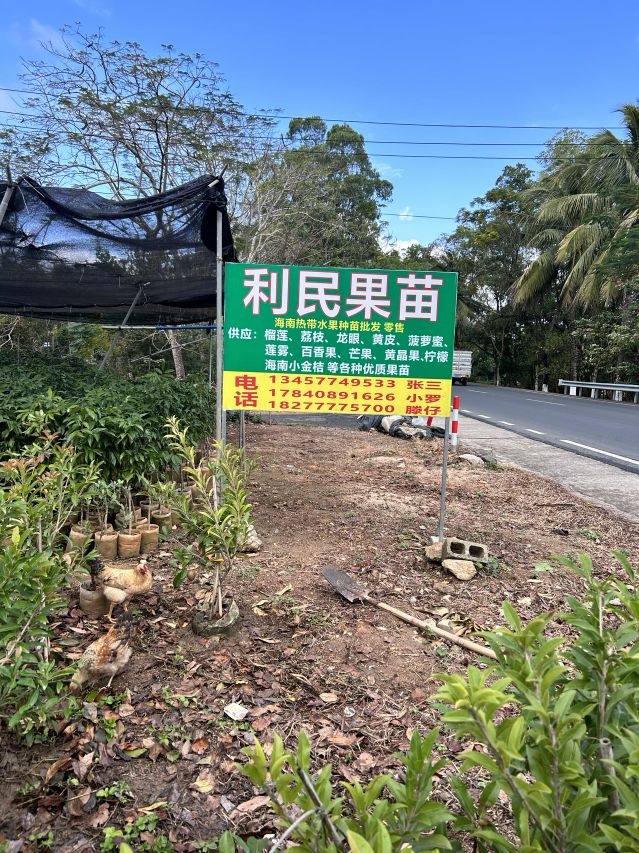 利民果苗
海南热带水果种苗批发 零售
供应：榴莲、荔枝、龙眼、黄皮、菠萝蜜、
莲雾、百香果、芒果、黄晶果、柠檬
海南小金桔 等各种优质果苗
电话
13457749533 张三
17840891626 小罗
18277775700 滕仔